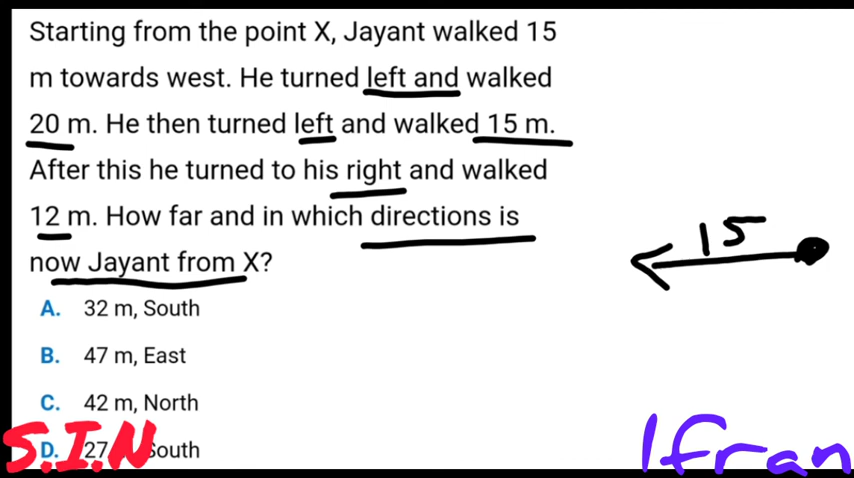 Starting from the point X, Jayant walked 15
m towards west. He turned left and walked
20 m. He then turned left and walked 15 m.
After this he turned to his right and walked
12 m. How far and in which directions is
now Jayant from X?
15
A. 32 m, South
B. 47 m, East
C. 42 m, North
D. 27 South
S.I.N
Ifran